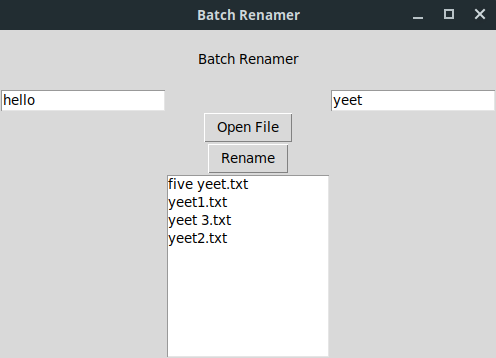 Batch Renamer
Batch Renamer
hello
yeet
Open File
Rename
five yeet.txt
yeet1.txt
yeet 3.txt
yeet2.txt